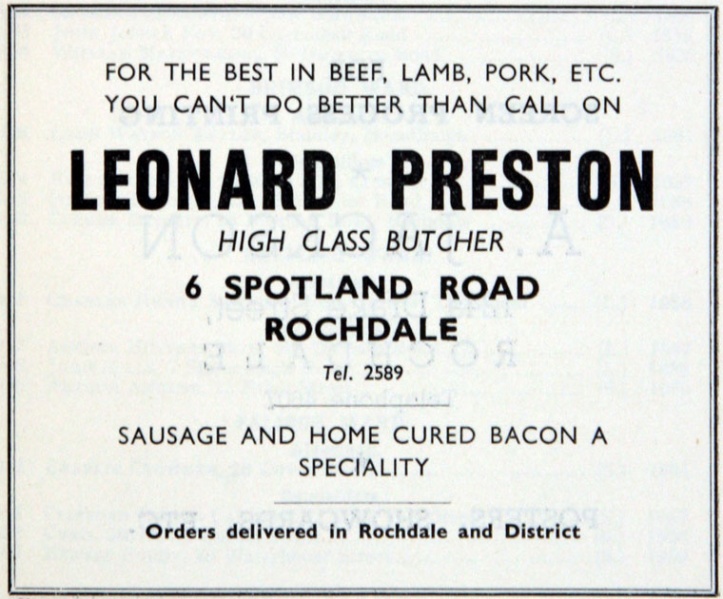 FOR THE BEST IN BEEF, LAMB, PORK, ETC.
YOU CAN'T DO BETTER THAN CALL ON
LEONARD PRESTON
HIGH CLASS BUTCHER
6 SPOTLAND ROAD
ROCHDALE
Tel. 2589
SAUSAGE AND HOME CURED BACON A
SPECIALITY
Orders delivered in Rochdale and District